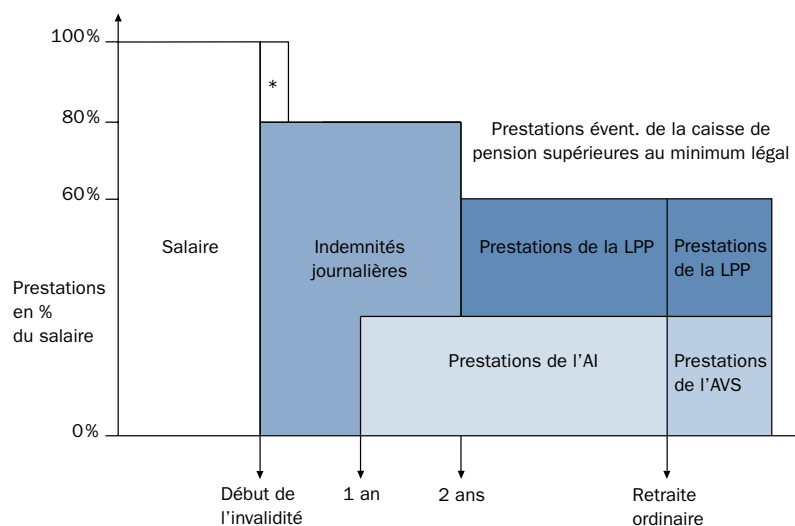 100%
*
80%
Prestations évent. de la caisse de
pension supérieures au minimum légal
60%
Salaire
Indemnités
journalières
Prestations de la LPP
Prestations
de la LPP
Prestations
en %
du salaire
Prestations de l’AI
Prestations
de l’AVS
0%
Début de
l’invalidité
1 an
2 ans
Retraite
ordinaire